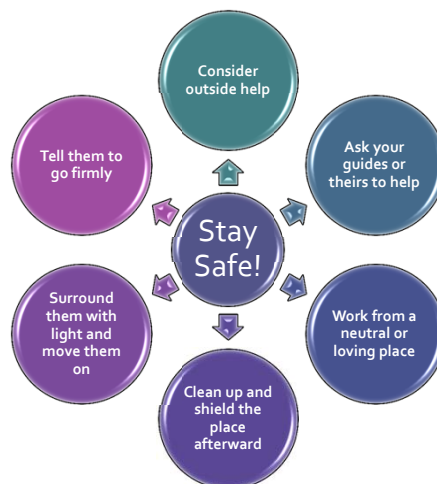 Consider
outside help
Ask your
guides or
theirs to help
Work from a
neutral or
loving place
Clean up and
shield the
place
afterward
Surround
them with
light and
move them
on
Tell them to
go firmly
Stay
Safe!